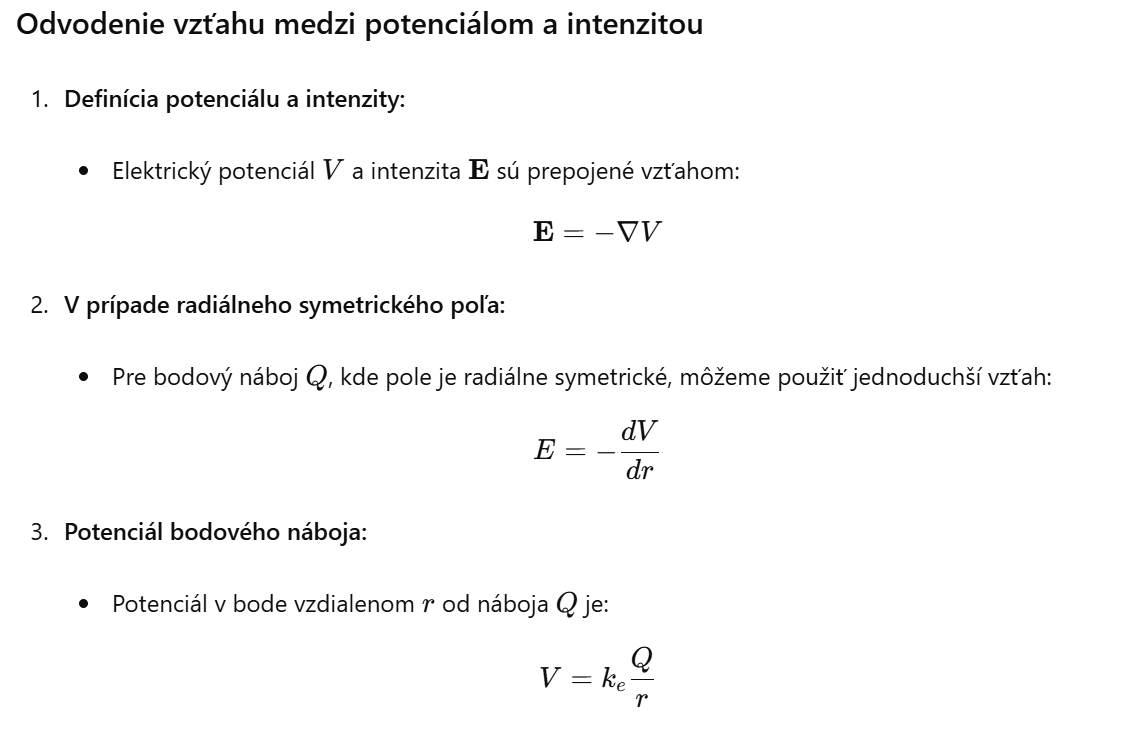 Odvodenie vzťahu medzi potenciálom a intenzitou
1. Definícia potenciálu a intenzity:
• Elektrický potenciál V a intenzita E sú prepojené vzťahom:
E = −∇V
2. V prípade radiálneho symetrického poľa:
• Pre bodový náboj Q, kde pole je radiálne symetrické, môžeme použiť jednoduchší vzťah:
E = − dV/dr
3. Potenciál bodového náboja:
• Potenciál v bode vzdialenom r od náboja Q je:
V = kₑ Q/r